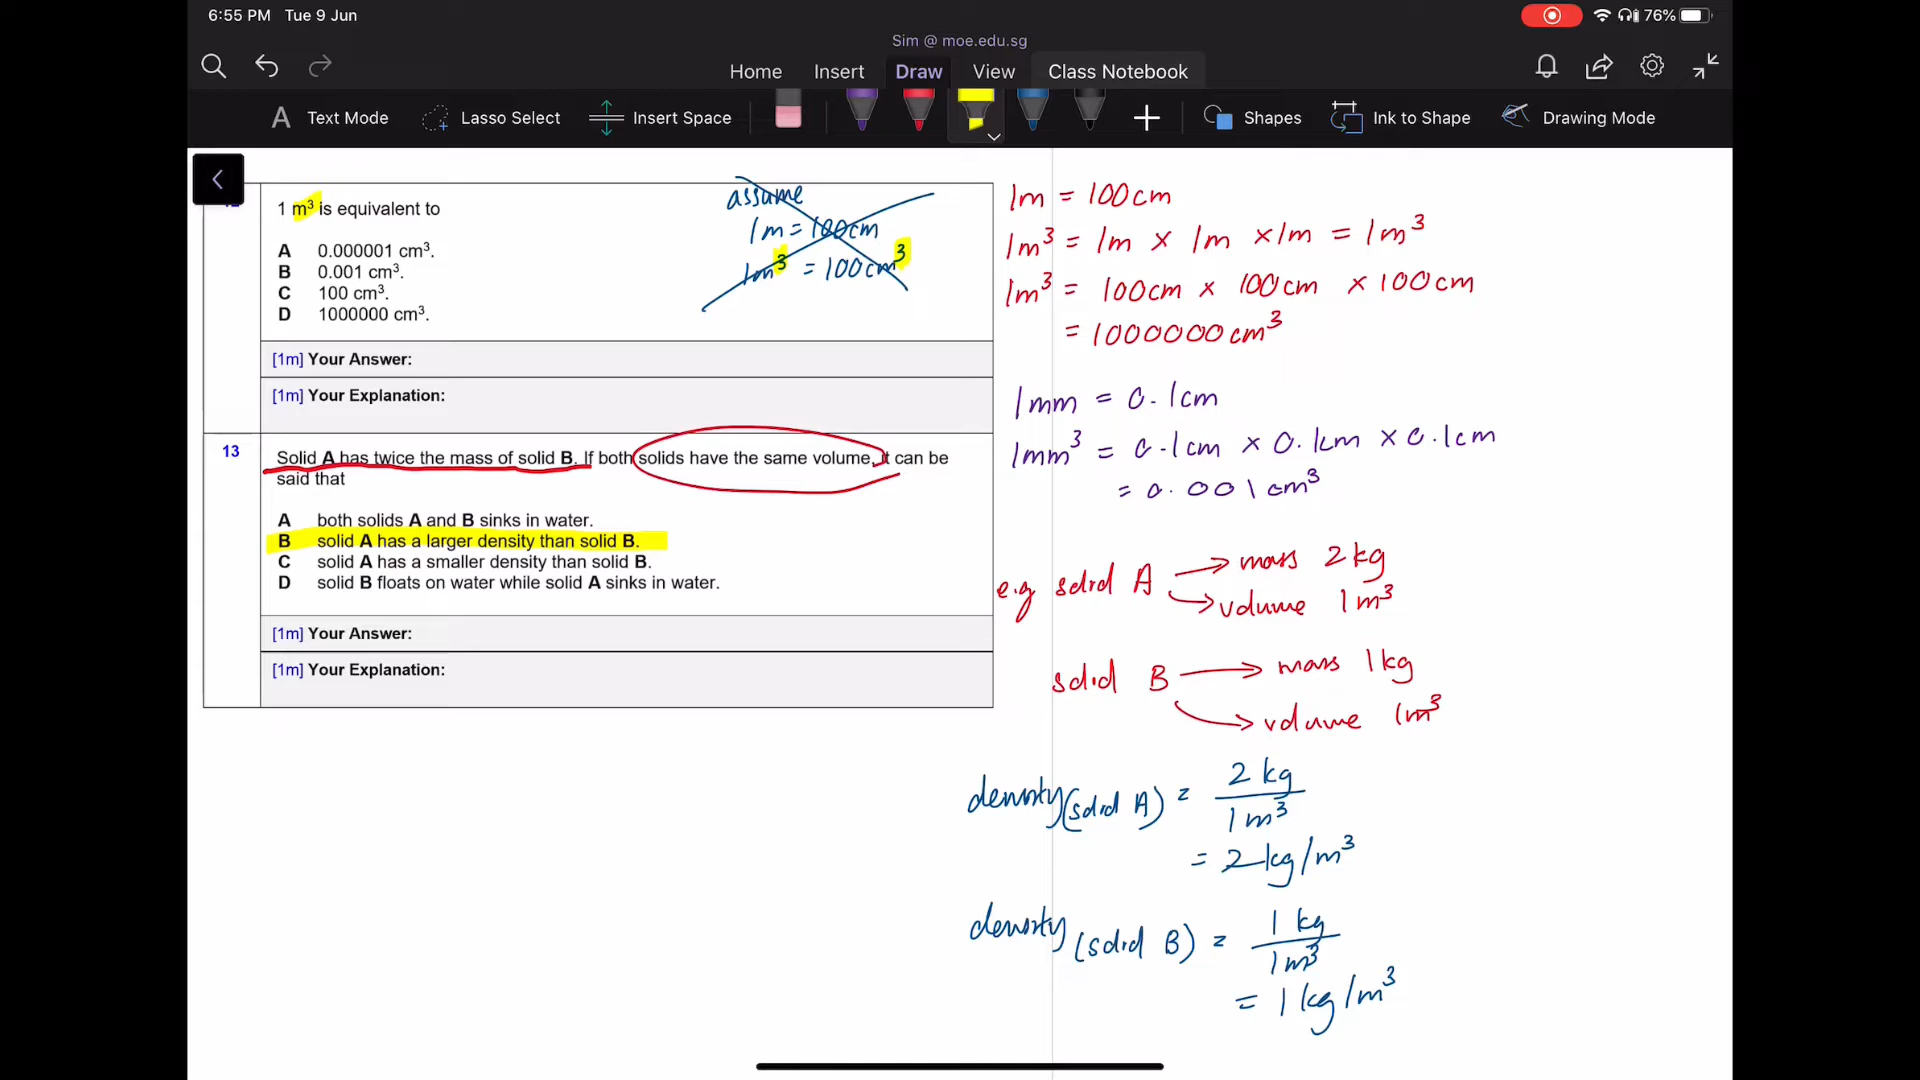 6:55 PM Tue 9 Jun
76%
Sim @ moe.edu.sg
Home Insert Draw View Class Notebook
Text Mode Lasso Select Insert Space Shapes Ink to Shape Drawing Mode
1 m³ is equivalent to
A 0.000001 cm³.
B 0.001 cm³.
C 100 cm³.
D 1000000 cm³.
[1m] Your Answer:
[1m] Your Explanation:
assume
1m = 100cm
1m³ = 100cm³
13
Solid A has twice the mass of solid B. If both solids have the same volume, it can be
said that
A both solids A and B sinks in water.
B solid A has a larger density than solid B.
C solid A has a smaller density than solid B.
D solid B floats on water while solid A sinks in water.
[1m] Your Answer:
[1m] Your Explanation:
1m = 100cm
1m³ = 1m × 1m × 1m = 1m³
1m³ = 100cm × 100cm × 100cm
= 1000000cm³
1mm = 0.1cm
1mm³ = 0.1cm × 0.1cm × 0.1cm
= 0.001cm³
e.g solid A → mass 2kg
→ volume 1m³
solid B → mass 1kg
→ volume 1m³
density (solid A) = 2kg
1m³
= 2kg/m³
density (solid B) = 1kg
1m³
= 1kg/m³